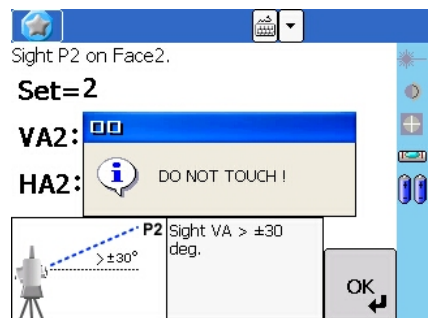 Sight P2 on Face2.
Set=2
VA2:
DO NOT TOUCH !
HA2:
P2
>±30°
Sight VA > ±30
deg.
OK